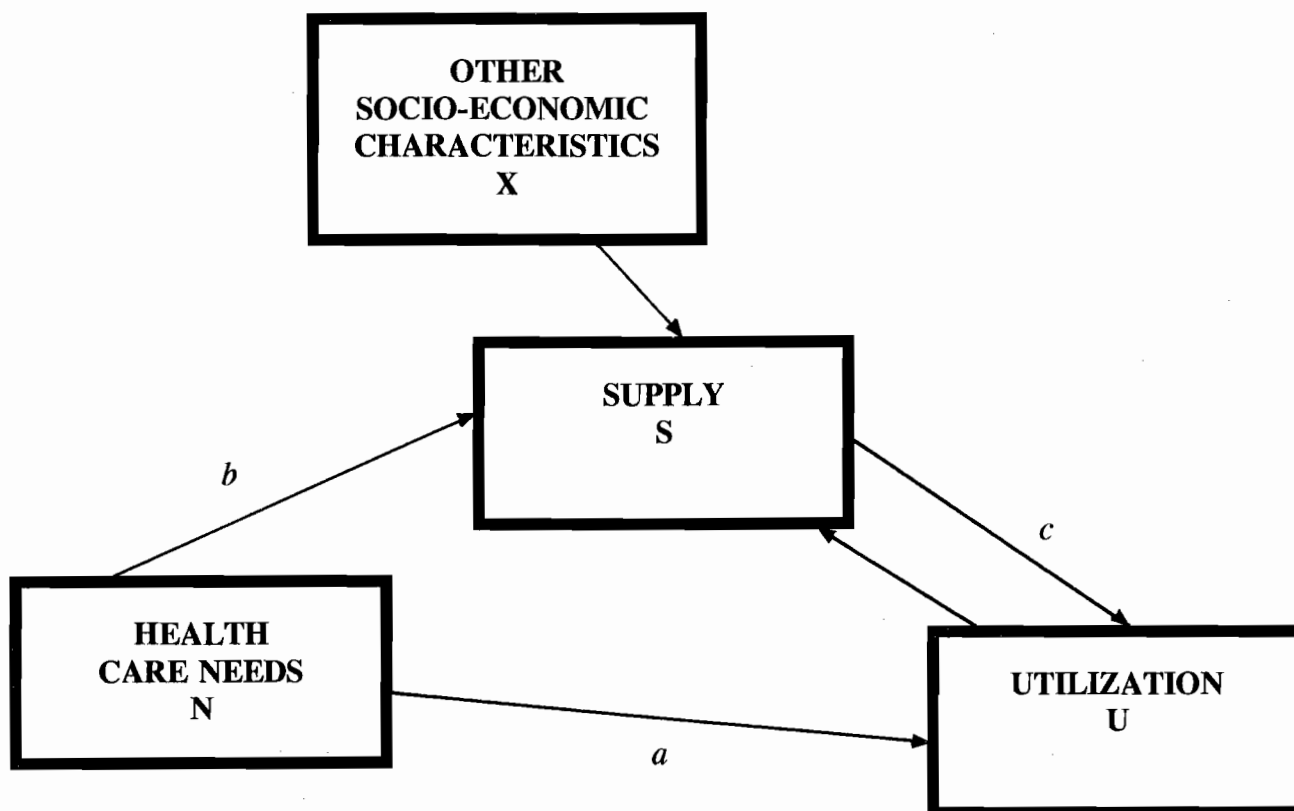 OTHER
SOCIO-ECONOMIC
CHARACTERISTICS
X
SUPPLY
S
b
c
HEALTH
CARE NEEDS
N
UTILIZATION
U
a